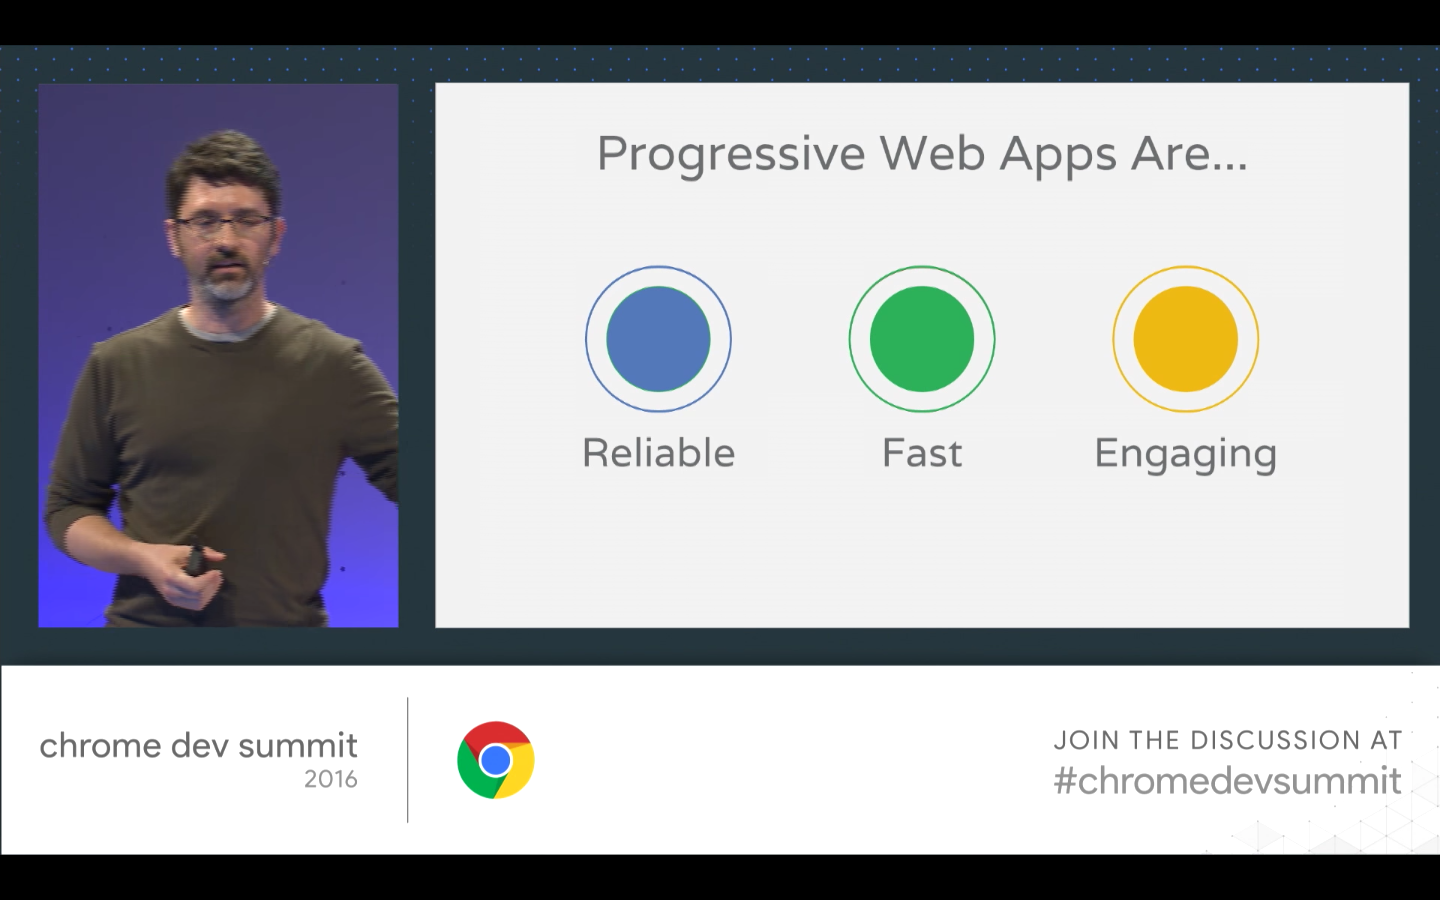 Progressive Web Apps Are...
Reliable
Fast
Engaging
chrome dev summit
2016
JOIN THE DISCUSSION AT
#chromedevsummit